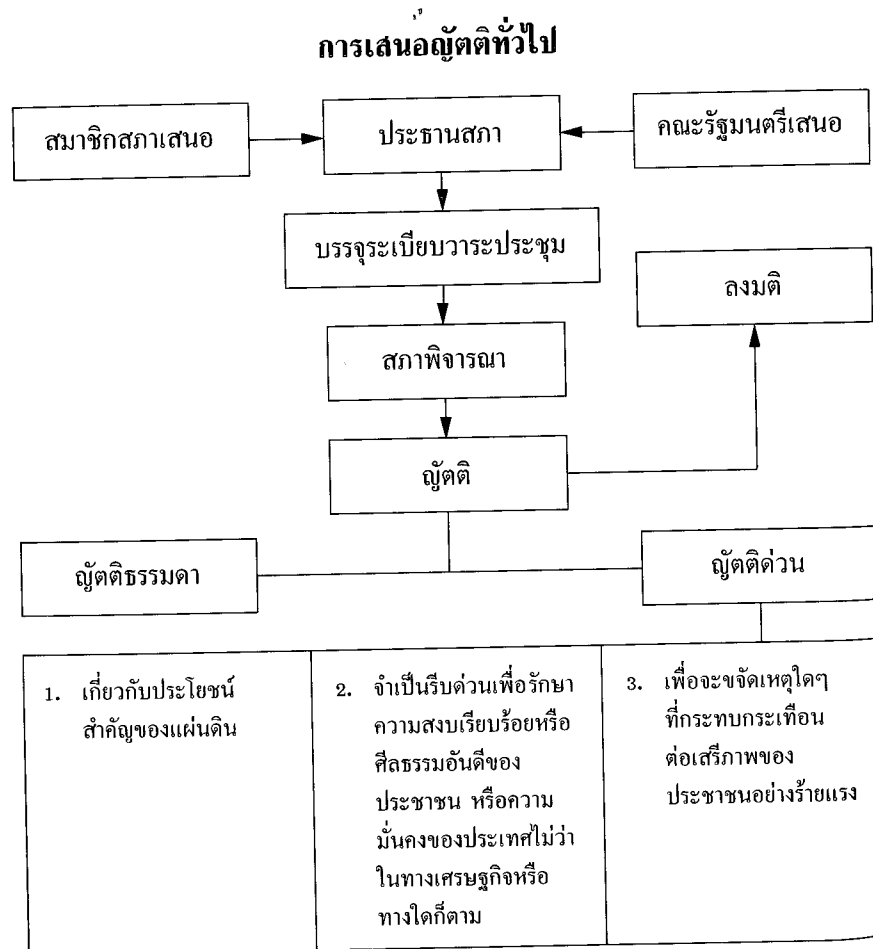 การเสนอญัตติทั่วไป
สมาชิกสภาเสนอ
ประธานสภา
คณะรัฐมนตรีเสนอ
บรรจุระเบียบวาระประชุม
ลงมติ
สภาพิจารณา
ญัตติ
ญัตติธรรมดา
ญัตติด่วน
1. เกี่ยวกับประโยชน์
สำคัญของแผ่นดิน
2. จำเป็นรีบด่วนเพื่อรักษา
ความสงบเรียบร้อยหรือ
ศีลธรรมอันดีของ
ประชาชน หรือความ
มั่นคงของประเทศไม่ว่า
ในทางเศรษฐกิจหรือ
ทางใดก็ตาม
3. เพื่อจะขจัดเหตุใดๆ
ที่กระทบกระเทือน
ต่อเสรีภาพของ
ประชาชนอย่างร้ายแรง